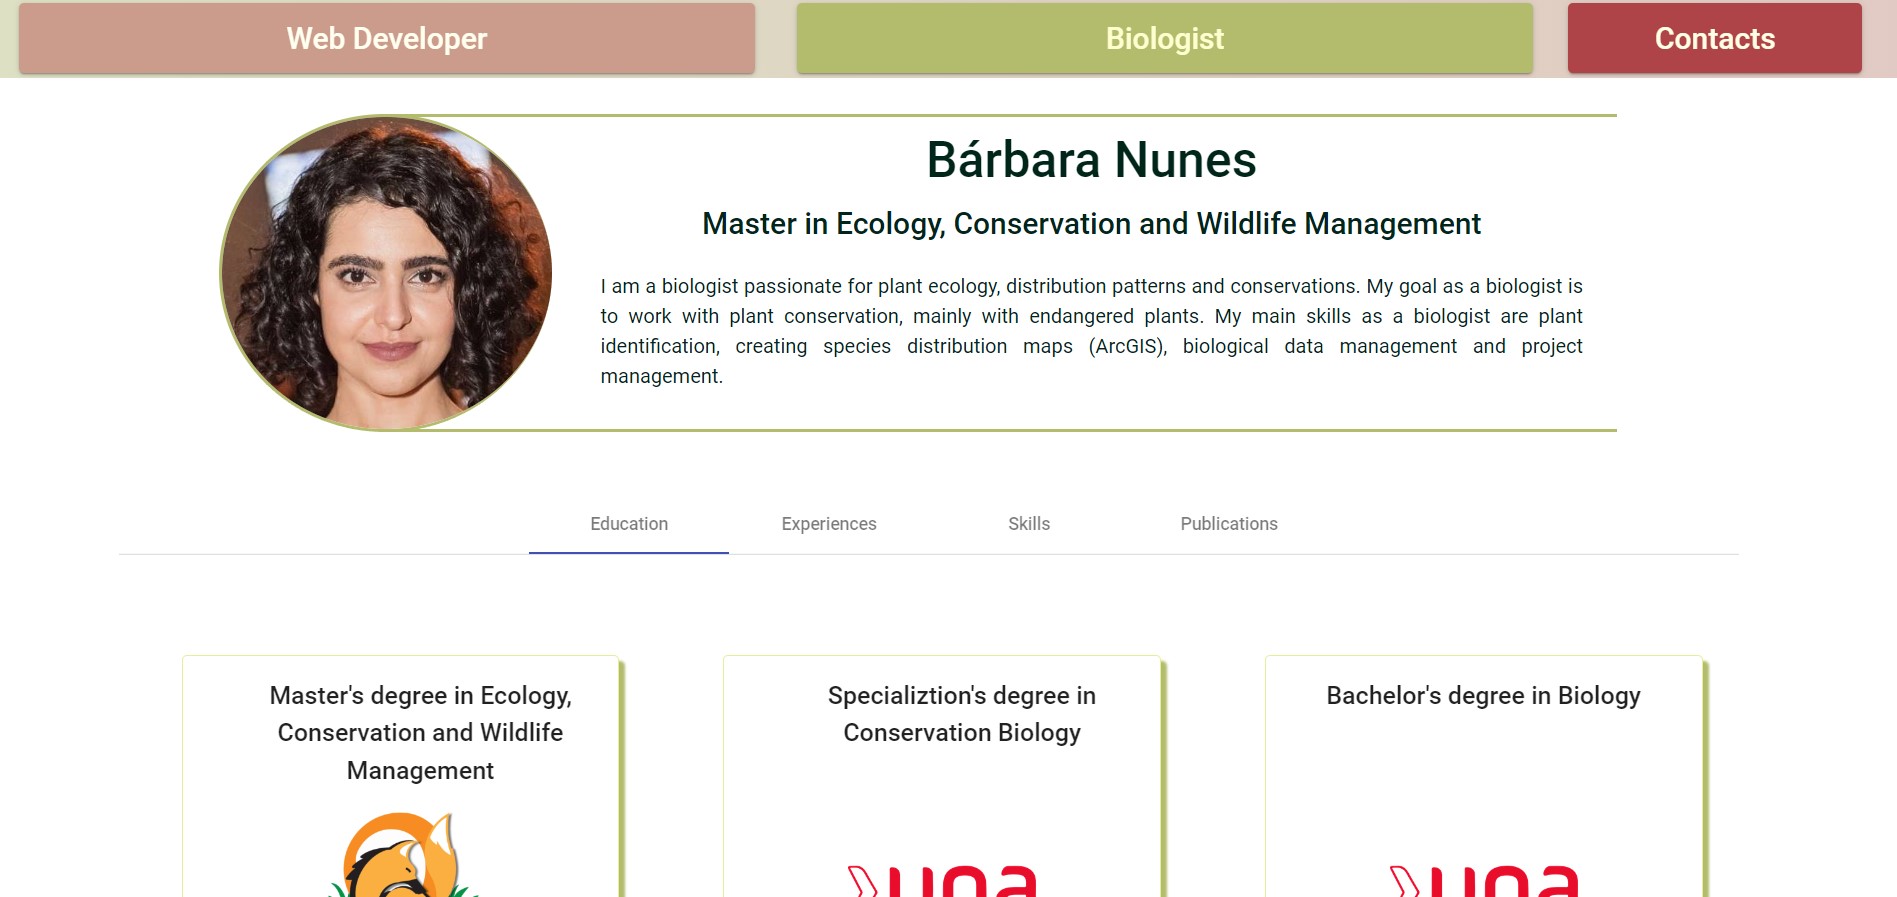 Web Developer
Biologist
Contacts
Bárbara Nunes
Master in Ecology, Conservation and Wildlife Management
I am a biologist passionate for plant ecology, distribution patterns and conservations. My goal as a biologist is
to work with plant conservation, mainly with endangered plants. My main skills as a biologist are plant
identification, creating species distribution maps (ArcGIS), biological data management and project
management.
Education
Experiences
Skills
Publications
Master's degree in Ecology,
Conservation and Wildlife
Management
Specializtion's degree in
Conservation Biology
Bachelor's degree in Biology
una
una